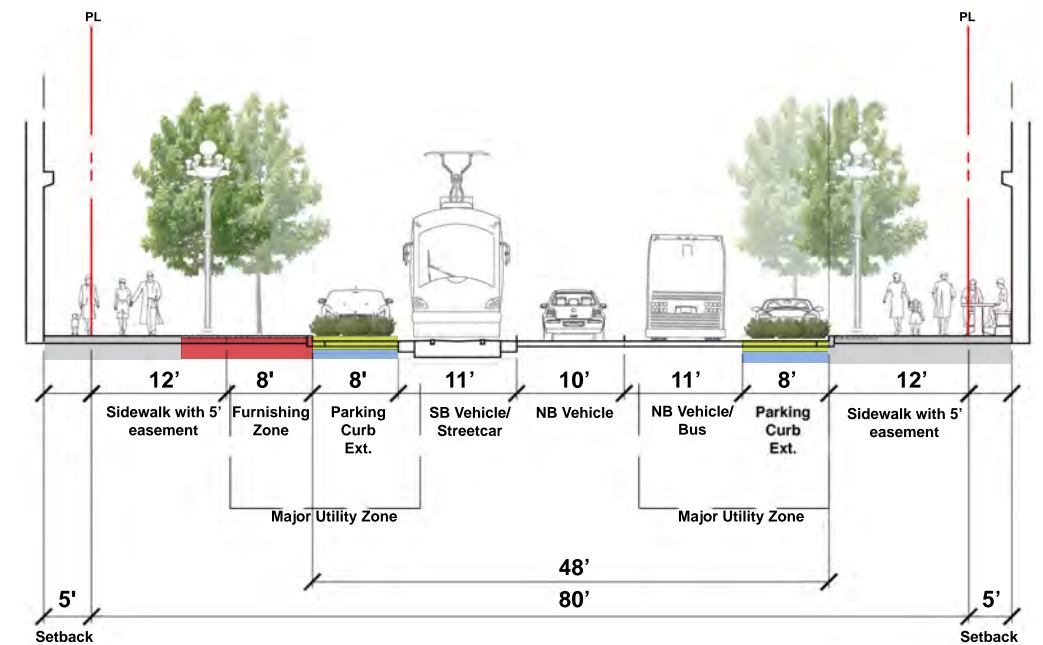 PL
PL
12’
8'
8’
11’
10’
11’
8’
12’
Sidewalk with 5’
easement
Furnishing
Zone
Parking
Curb
Ext.
SB Vehicle/
Streetcar
NB Vehicle
NB Vehicle/
Bus
Parking
Curb
Ext.
Sidewalk with 5’
easement
Major Utility Zone
Major Utility Zone
48’
5'
80’
5’
Setback
Setback